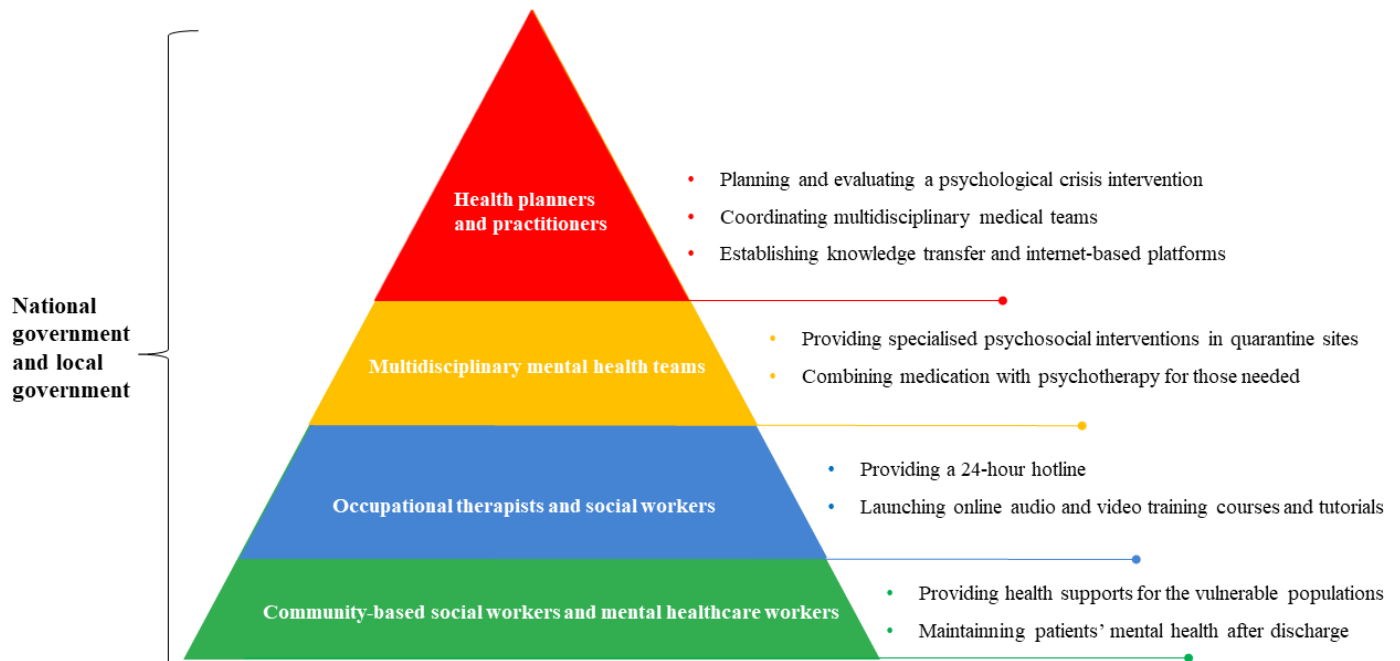 National
government
and local
government
Health planners
and practitioners
• Planning and evaluating a psychological crisis intervention
• Coordinating multidisciplinary medical teams
• Establishing knowledge transfer and internet-based platforms
Multidisciplinary mental health teams
• Providing specialised psychosocial interventions in quarantine sites
• Combining medication with psychotherapy for those needed
Occupational therapists and social workers
• Providing a 24-hour hotline
• Launching online audio and video training courses and tutorials
Community-based social workers and mental healthcare workers
• Providing health supports for the vulnerable populations
• Maintainning patients’ mental health after discharge